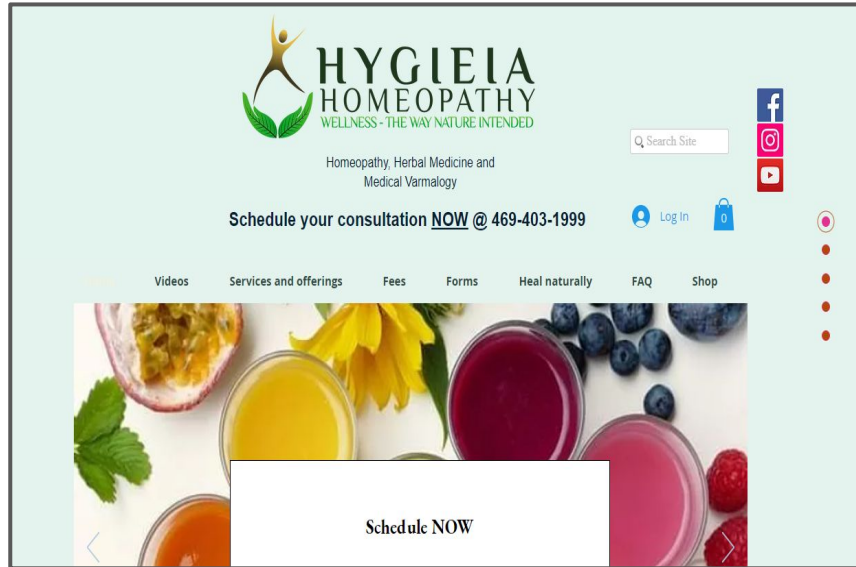 HYGIEIA
HOMEOPATHY
WELLNESS - THE WAY NATURE INTENDED
Homeopathy, Herbal Medicine and
Medical Varmalogy
Search Site
Schedule your consultation NOW @ 469-403-1999
Log In
0
Videos Services and offerings Fees Forms Heal naturally FAQ Shop
Schedule NOW